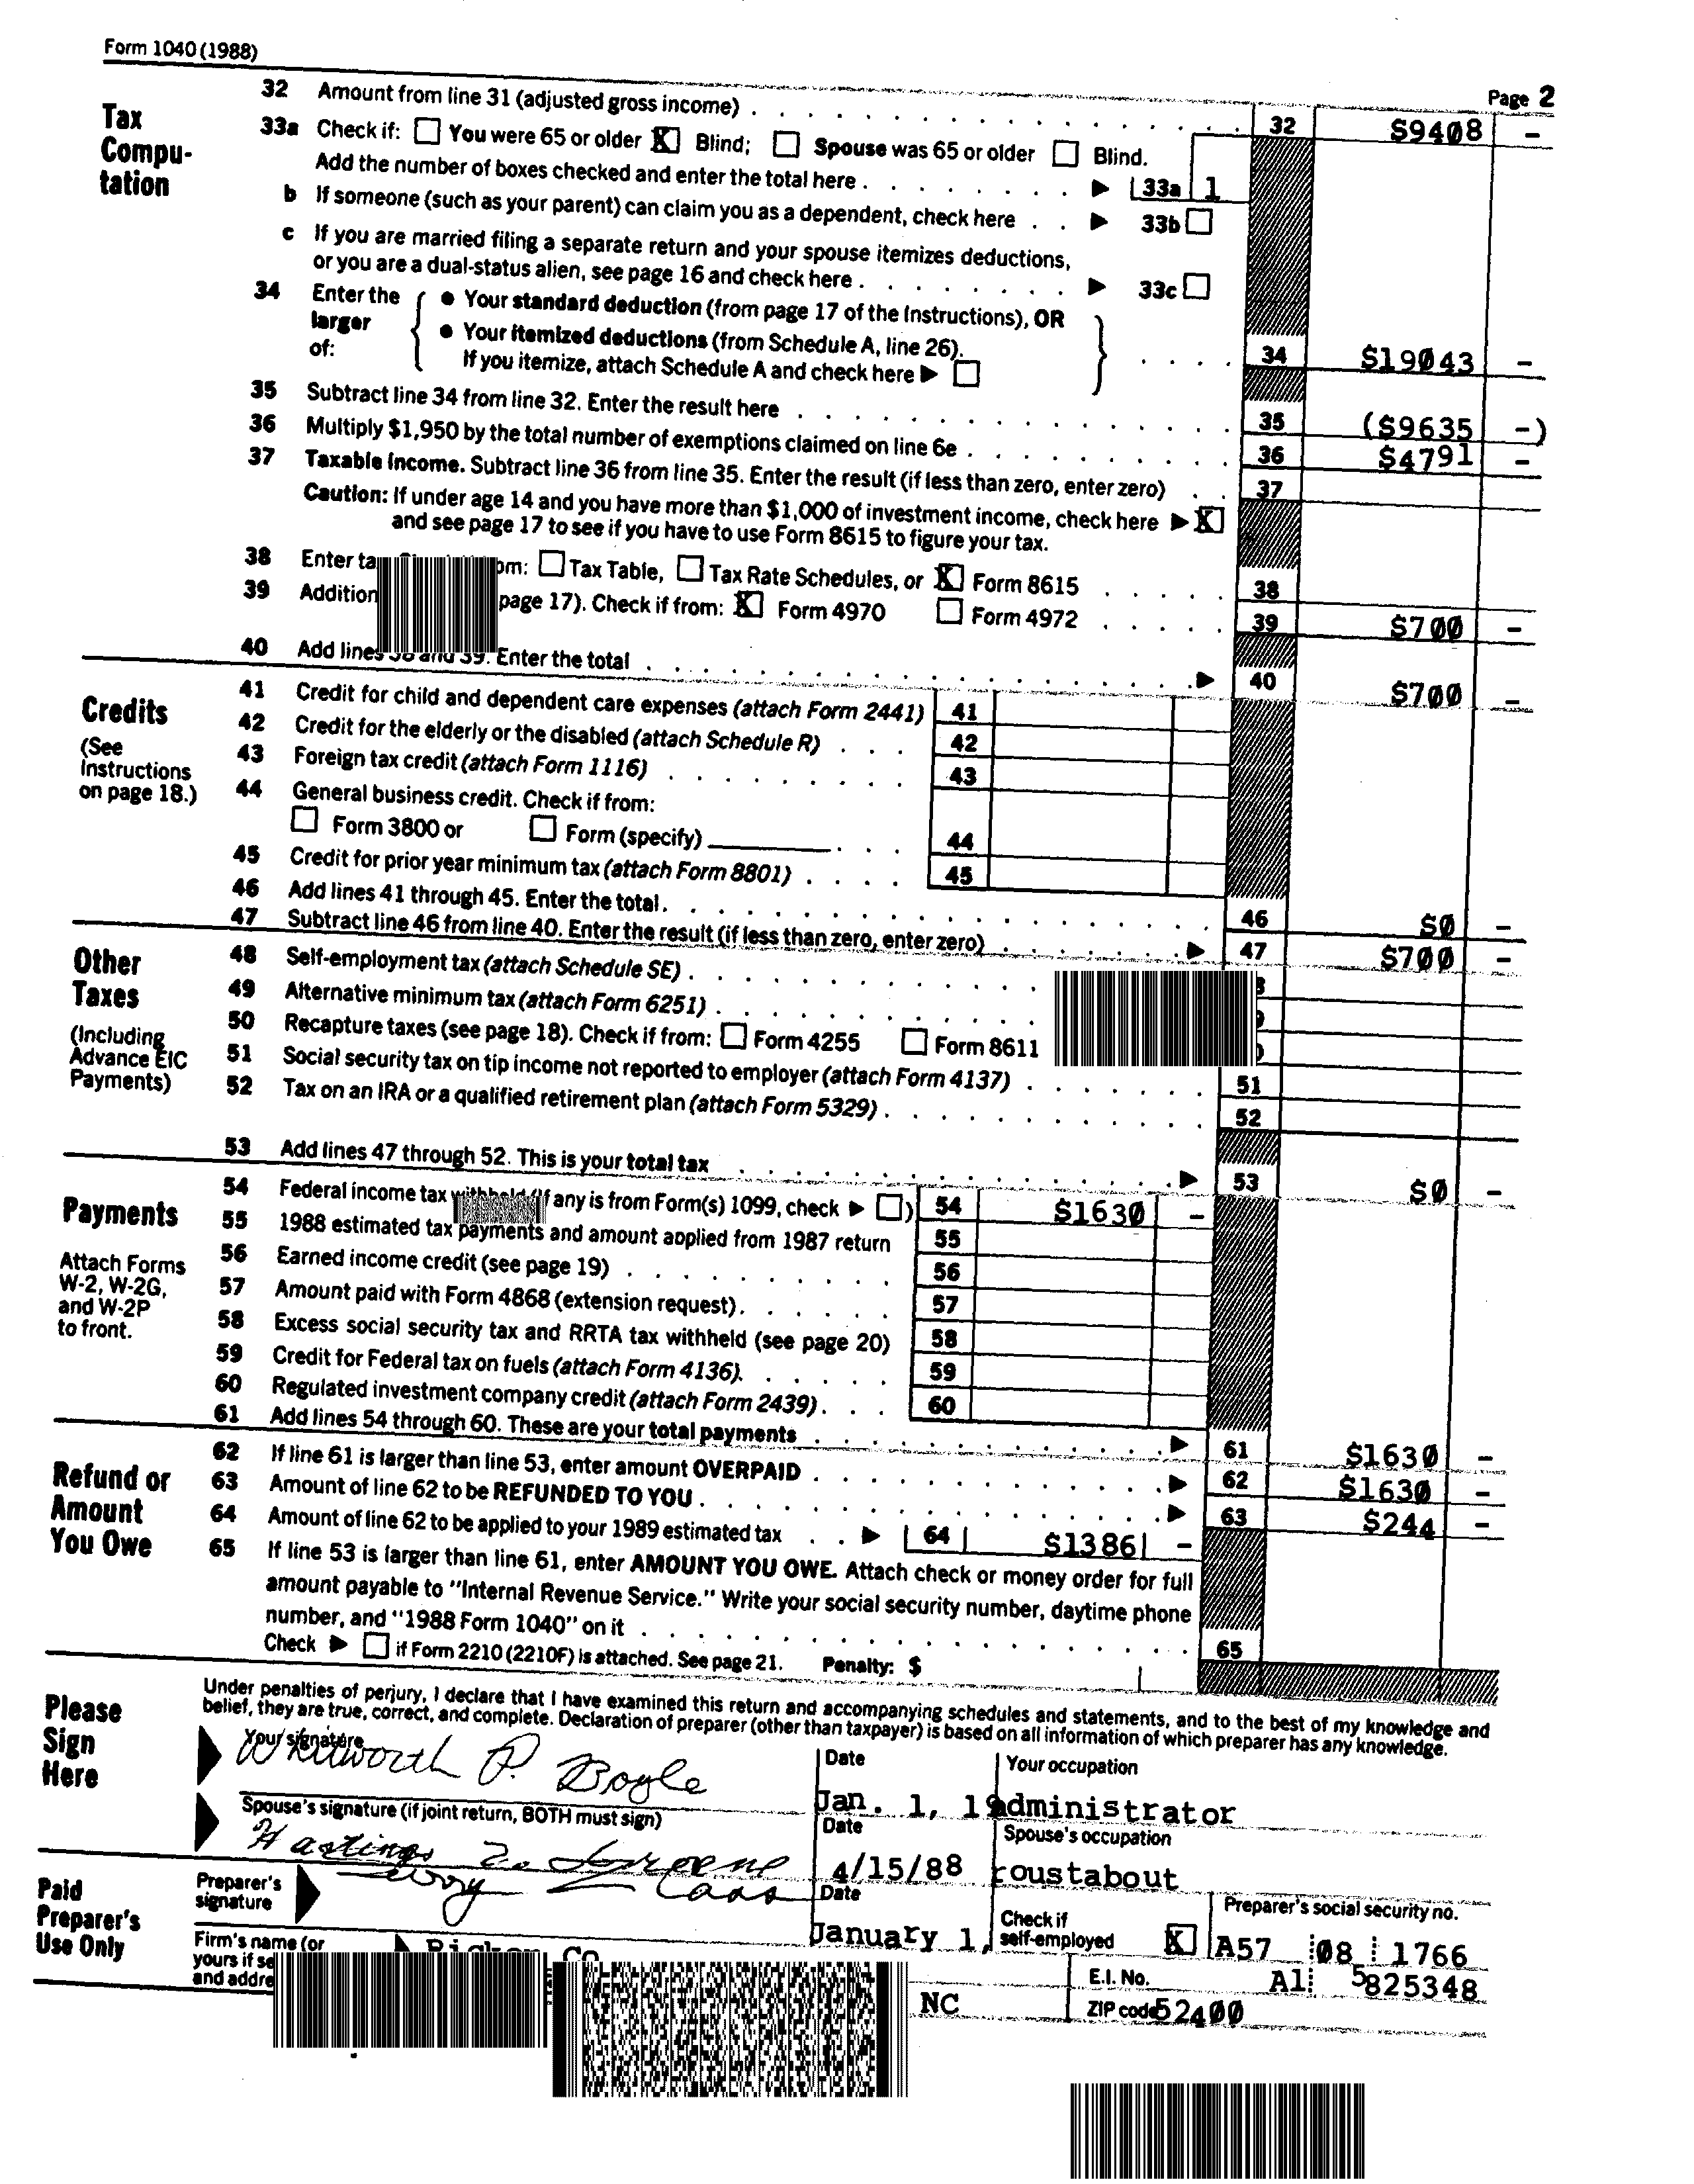 Form 1040 (1988)
Page 2
Tax Compu-tation
32 Amount from line 31 (adjusted gross income) . . . 32 $9408 –
33a Check if: You were 65 or older X Blind; Spouse was 65 or older Blind.
Add the number of boxes checked and enter the total here . . . 33a 1
b If someone (such as your parent) can claim you as a dependent, check here . . 33b
c If you are married filing a separate return and your spouse itemizes deductions,
or you are a dual-status alien, see page 16 and check here . . . 33c
34 Enter the larger of:
● Your standard deduction (from page 17 of the Instructions), OR
● Your itemized deductions (from Schedule A, line 26).
If you itemize, attach Schedule A and check here
34 $19043 –
35 Subtract line 34 from line 32. Enter the result here . . . 35 ($9635 –)
36 Multiply $1,950 by the total number of exemptions claimed on line 6e . . . 36 $4791 –
37 Taxable income. Subtract line 36 from line 35. Enter the result (if less than zero, enter zero) . . 37
Caution: If under age 14 and you have more than $1,000 of investment income, check here X
and see page 17 to see if you have to use Form 8615 to figure your tax.
38 Enter Tax Table, Tax Rate Schedules, or X Form 8615 . . . 38
39 page 17). Check if from: X Form 4970 Form 4972 . . . 39 $700 –
40 Add lines 38 and 39. Enter the total . . . 40 $700 –
Credits
(See Instructions on page 18.)
41 Credit for child and dependent care expenses (attach Form 2441) 41
42 Credit for the elderly or the disabled (attach Schedule R) . . . 42
43 Foreign tax credit (attach Form 1116) . . . 43
44 General business credit. Check if from:
Form 3800 or Form (specify) . . . 44
45 Credit for prior year minimum tax (attach Form 8801) . . . 45
46 Add lines 41 through 45. Enter the total . . . 46 $0 –
47 Subtract line 46 from line 40. Enter the result (if less than zero, enter zero) . . . 47 $700 –
Other Taxes
(Including Advance EIC Payments)
48 Self-employment tax (attach Schedule SE) . . .
49 Alternative minimum tax (attach Form 6251) . . .
50 Recapture taxes (see page 18). Check if from: Form 4255 Form 8611
51 Social security tax on tip income not reported to employer (attach Form 4137) . . . 51
52 Tax on an IRA or a qualified retirement plan (attach Form 5329) . . . 52
53 Add lines 47 through 52. This is your total tax . . . 53 $0 –
Payments
Attach Forms W-2, W-2G, and W-2P to front.
54 Federal income tax withheld (if any is from Form(s) 1099, check ) 54 $1630 –
55 1988 estimated tax payments and amount applied from 1987 return 55
56 Earned income credit (see page 19) . . . 56
57 Amount paid with Form 4868 (extension request) . . . 57
58 Excess social security tax and RRTA tax withheld (see page 20) 58
59 Credit for Federal tax on fuels (attach Form 4136) . . . 59
60 Regulated investment company credit (attach Form 2439) . . . 60
61 Add lines 54 through 60. These are your total payments . . . 61 $1630 –
Refund or Amount You Owe
62 If line 61 is larger than line 53, enter amount OVERPAID . . . 62 $1630 –
63 Amount of line 62 to be REFUNDED TO YOU . . . 63 $244 –
64 Amount of line 62 to be applied to your 1989 estimated tax . . 64 $1386 –
65 If line 53 is larger than line 61, enter AMOUNT YOU OWE. Attach check or money order for full
amount payable to "Internal Revenue Service." Write your social security number, daytime phone
number, and "1988 Form 1040" on it . . . 65
Check if Form 2210 (2210F) is attached. See page 21. Penalty: $
Please Sign Here
Under penalties of perjury, I declare that I have examined this return and accompanying schedules and statements, and to the best of my knowledge and
belief, they are true, correct, and complete. Declaration of preparer (other than taxpayer) is based on all information of which preparer has any knowledge.
Your signature Date Your occupation
Whitworth P. Boyle Jan. 1, 19 administrator
Spouse's signature (if joint return, BOTH must sign) Date Spouse's occupation
Hastings Z. Greene 4/15/88 roustabout
Paid Preparer's Use Only
Preparer's signature Cass Date January 1, Check if self-employed X Preparer's social security no. A57 08 1766
Firm's name (or Co E.I. No. A1 5825348
yours if
and NC ZIP code 52400